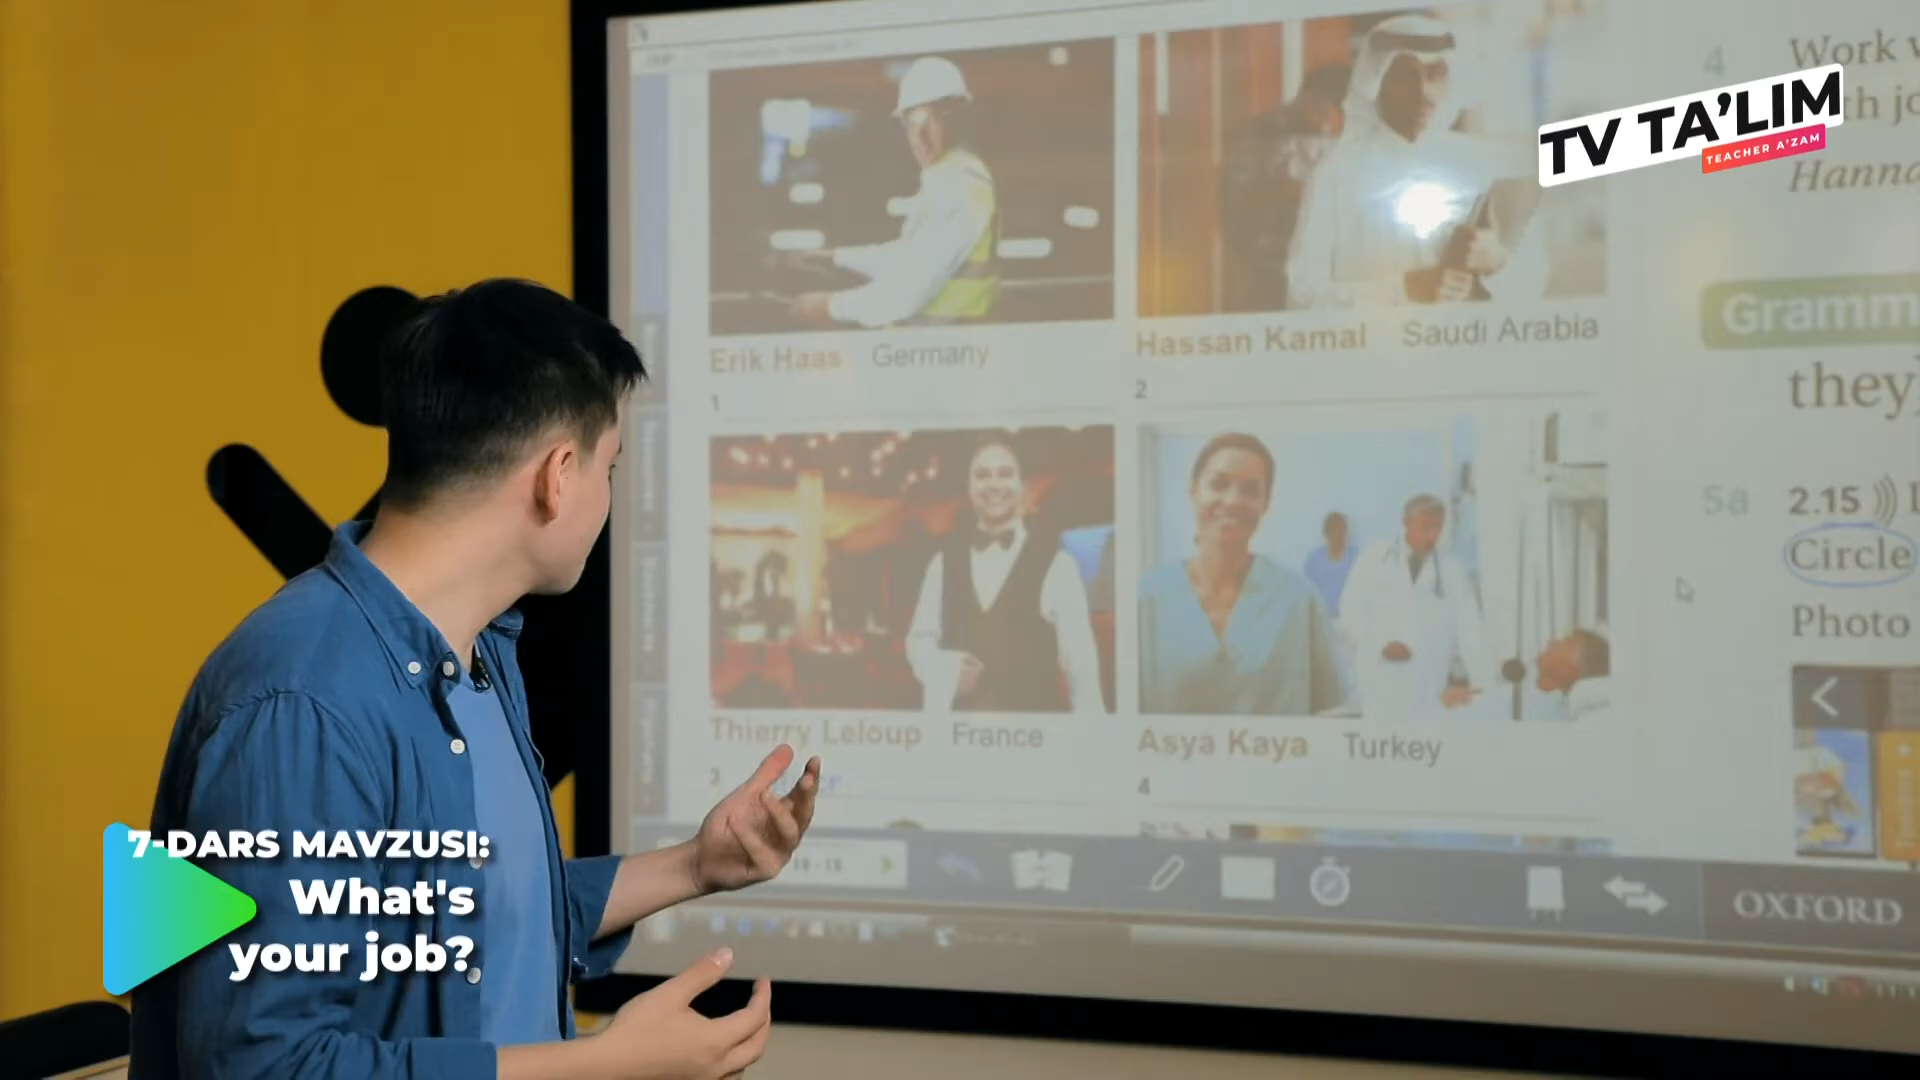 TV TA'LIM
TEACHER A'ZAM
4 Work
Hanna
Erik Haas Germany
1
Hassan Kamal Saudi Arabia
2
Gramm
they
Thierry Leloup France
3
Asya Kaya Turkey
4
5a 2.15
Circle
Photo
OXFORD
7-DARS MAVZUSI:
What's
your job?